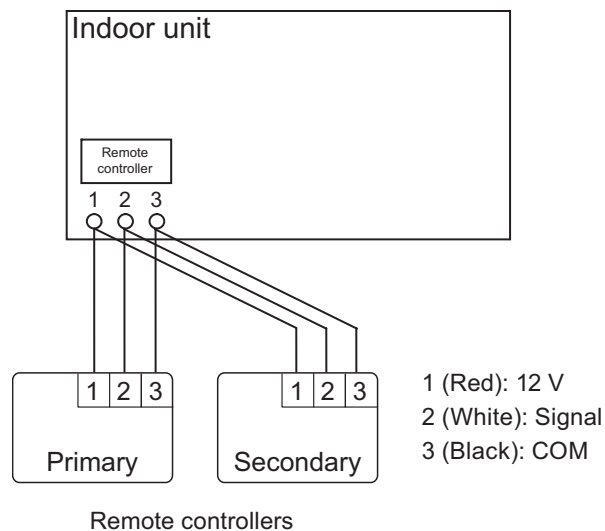 Indoor unit
Remote
controller
1 2 3
1 2 3
Primary
1 2 3
Secondary
1 (Red): 12 V
2 (White): Signal
3 (Black): COM
Remote controllers